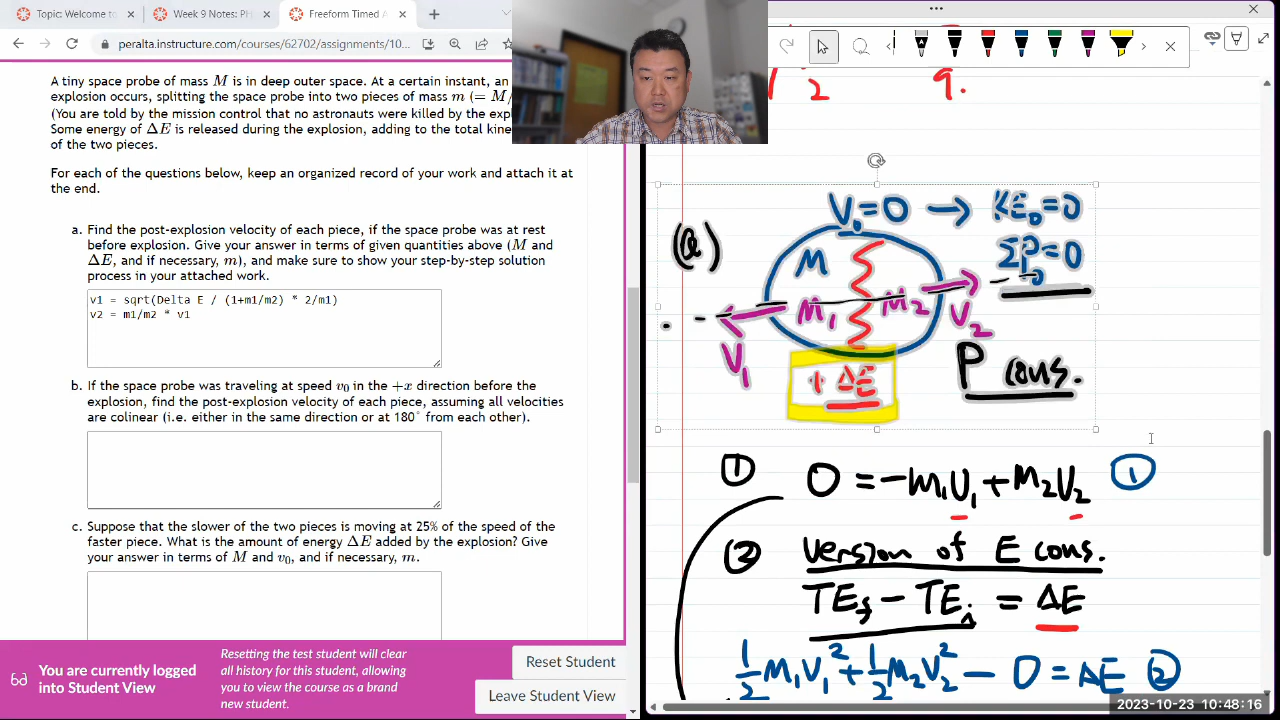 Topic: Welcome to
Week 9 Notes: PH
Freeform Timed A
peralta.instructure.com/courses/62702/assignments/10...
A tiny space probe of mass M is in deep outer space. At a certain instant, an
explosion occurs, splitting the space probe into two pieces of mass m (= M/
(You are told by the mission control that no astronauts were killed by the exp
Some energy of ΔE is released during the explosion, adding to the total kine
of the two pieces.
For each of the questions below, keep an organized record of your work and attach it at
the end.
a. Find the post-explosion velocity of each piece, if the space probe was at rest
before explosion. Give your answer in terms of given quantities above (M and
ΔE, and if necessary, m), and make sure to show your step-by-step solution
process in your attached work.
v1 = sqrt(Delta E / (1+m1/m2) * 2/m1)
v2 = m1/m2 *
b. If the space probe was traveling at speed v0 in the +x direction before the
explosion, find the post-explosion velocity of each piece, assuming all velocities
are colinear (i.e. either in the same direction or at 180° from each other).
c. Suppose that the slower of the two pieces is moving at 25% of the speed of the
faster piece. What is the amount of energy ΔE added by the explosion? Give
your answer in terms of M and v0, and if necessary, m.
You are currently logged
into Student View
Resetting the test student will clear
all history for this student, allowing
you to view the course as a brand
new student.
Reset Student
Leave Student View
2
9.
(a)
V0=0 → KE0=0
Σp0=0
M
M1
M2
V1
V2
+ ΔE
P cons.
① 0 = -M1V1 + M2V2 ①
② version of E cons.
TEf - TEi = ΔE
1/2 M1V1² + 1/2 M2V2² - 0 = ΔE ②
2023-10-23 10:48:16